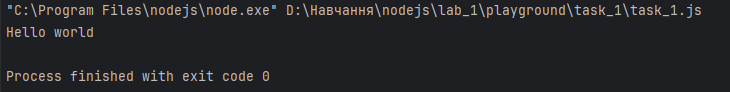 "C:\Program Files\nodejs\node.exe" D:\Навчання\nodejs\lab_1\playground\task_1\task_1.js
Hello world
Process finished with exit code 0